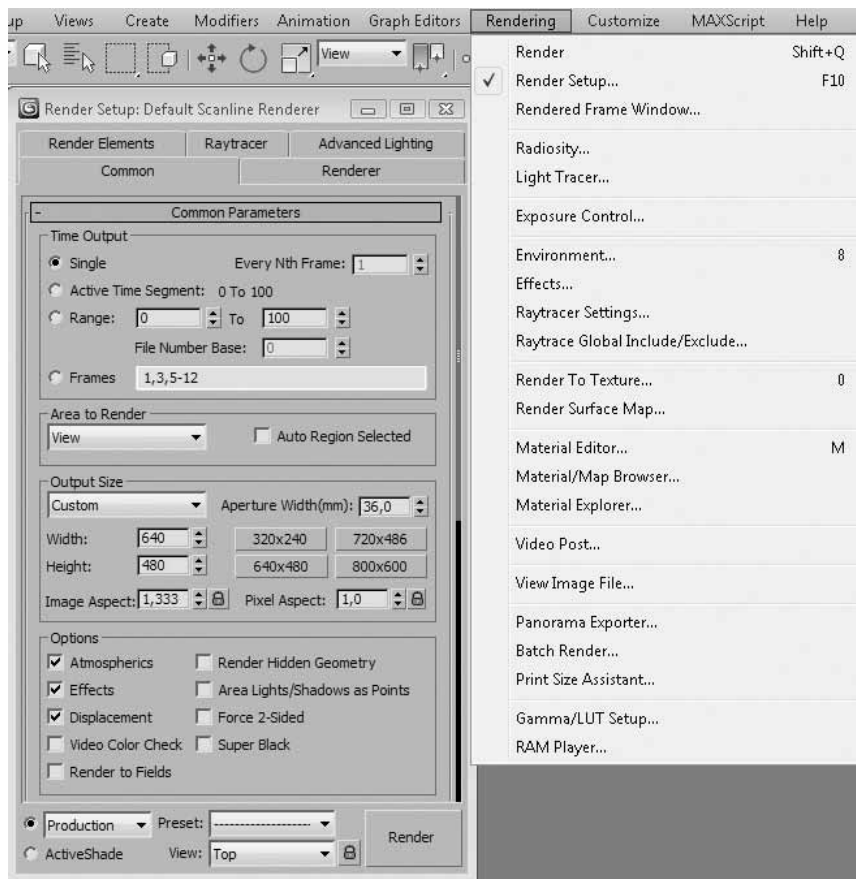 up Views Create Modifiers Animation Graph Editors Rendering Customize MAXScript Help
View
Render Setup: Default Scanline Renderer
Render Elements Raytracer Advanced Lighting
Common Renderer
- Common Parameters
Time Output
Single Every Nth Frame: 1
Active Time Segment: 0 To 100
Range: 0 To 100
File Number Base: 0
Frames 1,3,5-12
Area to Render
View Auto Region Selected
Output Size
Custom Aperture Width(mm): 36,0
Width: 640 320x240 720x486
Height: 480 640x480 800x600
Image Aspect: 1,333 Pixel Aspect: 1,0
Options
Atmospherics Render Hidden Geometry
Effects Area Lights/Shadows as Points
Displacement Force 2-Sided
Video Color Check Super Black
Render to Fields
Production Preset: --------------------
ActiveShade View: Top
Render
Render Shift+Q
Render Setup... F10
Rendered Frame Window...
Radiosity...
Light Tracer...
Exposure Control...
Environment... 8
Effects...
Raytracer Settings...
Raytrace Global Include/Exclude...
Render To Texture... 0
Render Surface Map...
Material Editor... M
Material/Map Browser...
Material Explorer...
Video Post...
View Image File...
Panorama Exporter...
Batch Render...
Print Size Assistant...
Gamma/LUT Setup...
RAM Player...